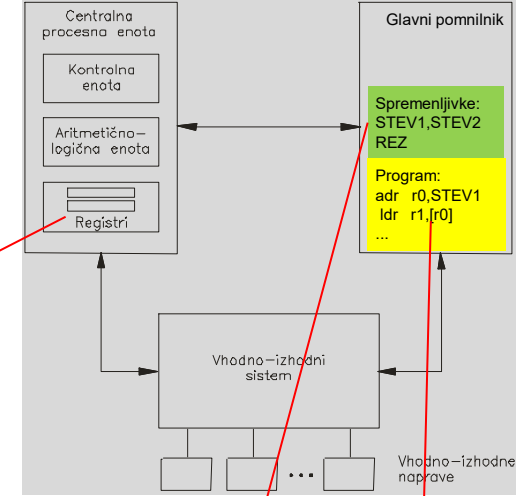 Centralna
procesna enota
Kontrolna
enota
Aritmetično-
logična enota
Registri
Glavni pomnilnik
Spremenljivke:
STEV1,STEV2
REZ
Program:
adr r0,STEV1
ldr r1,[r0]
...
Vhodno-izhodni
sistem
...
Vhodno-izhodne
naprave